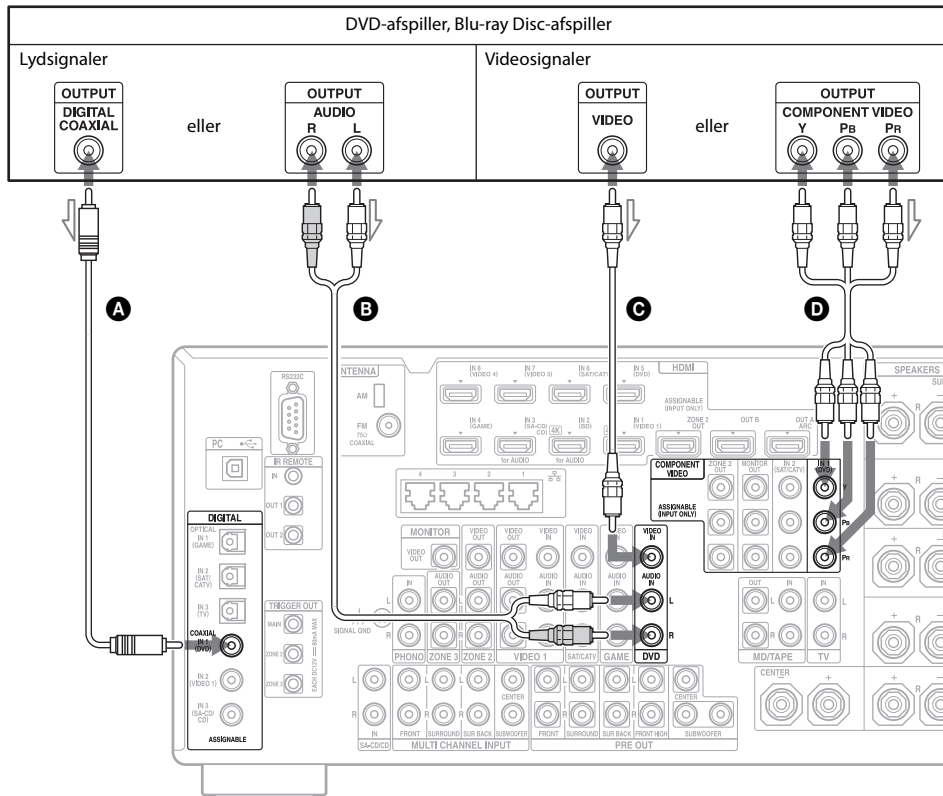 DVD-afspiller, Blu-ray Disc-afspiller
Lydsignaler
Videosignaler
OUTPUT
DIGITAL
COAXIAL
eller
OUTPUT
AUDIO
R L
OUTPUT
VIDEO
eller
OUTPUT
COMPONENT VIDEO
Y PB PR
A
B
C
D
RS232C
PC
IR REMOTE
IN
OUT 1
OUT 2
DIGITAL
OPTICAL
IN 1
(GAME)
IN 2
(SAT/
CATV)
IN 3
(TV)
COAXIAL
IN 1
(DVD)
IN 2
(VIDEO 1)
IN 3
(SA-CD/
CD)
ASSIGNABLE
TRIGGER OUT
MAIN
ZONE 2
ZONE 3
EACH DC12V 80mA MAX.
AM
FM
75Ω
COAXIAL
SIGNAL GND
IN 8
(VIDEO 4)
IN 7
(VIDEO 3)
IN 6
(SAT/CATV)
IN 5
(DVD)
HDMI
ASSIGNABLE
(INPUT ONLY)
IN 4
(GAME)
IN 3
(SA-CD/
CD)
4K
IN 2
(BD)
IN 1
(VIDEO 1)
ZONE 2
OUT
OUT B
OUT A
ARC
for AUDIO
for AUDIO
4 3 2 1
COMPONENT
VIDEO
ASSIGNABLE
(INPUT ONLY)
ZONE 2
OUT
MONITOR
OUT
IN 2
(SAT/CATV)
IN 1
(DVD)
Y
PB
PR
SPEAKERS
MONITOR
VIDEO
OUT
VIDEO
OUT
VIDEO
OUT
VIDEO
IN
VIDEO
IN
VIDEO
IN
IN
AUDIO
OUT
AUDIO
OUT
AUDIO
OUT
AUDIO
IN
AUDIO
IN
AUDIO
IN
AUDIO
IN
L
R
L
R
PHONO
ZONE 3
ZONE 2
VIDEO 1
SAT/CATV
GAME
DVD
OUT IN
L
R
MD/TAPE
IN
L
R
TV
CENTER
L
R
IN
SA-CD/CD
FRONT
SURROUND
SUR BACK
CENTER
SUBWOOFER
MULTI CHANNEL INPUT
FRONT
SURROUND
SUR BACK
FRONT HIGH
CENTER
SUBWOOFER
PRE OUT